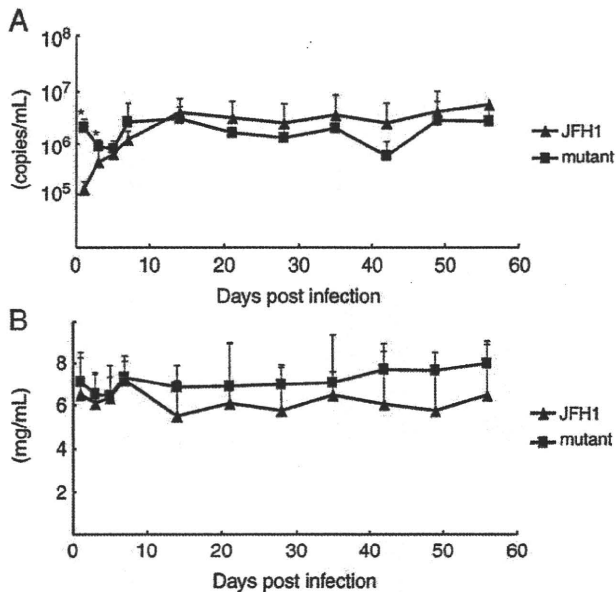 A
10⁸
10⁷
10⁶
10⁵
(copies/mL)
* *
JFH1
mutant
0 10 20 30 40 50 60
Days post infection
B
8
6
4
2
(mg/mL)
JFH1
mutant
0 10 20 30 40 50 60
Days post infection